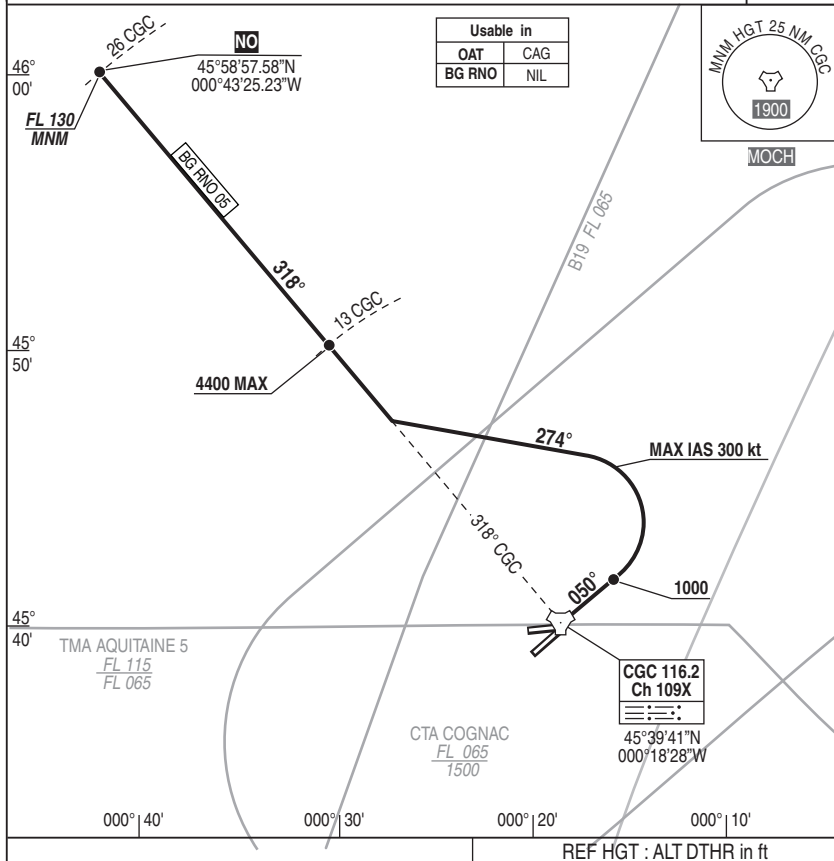 26 CGC
NO
45°58'57.58"N
000°43'25.23"W
Usable in
OAT CAG
BG RNO NIL
MNM HGT 25 NM CGC
1900
MOCH
46°
00'
FL 130
MNM
BG RNO 05
318°
B19 FL 065
13 CGC
45°
50'
4400 MAX
274°
MAX IAS 300 kt
318° CGC
050°
1000
45°
40'
TMA AQUITAINE 5
FL 115
FL 065
CGC 116.2
Ch 109X
45°39'41"N
000°18'28"W
CTA COGNAC
FL 065
1500
000° 40' 000° 30' 000° 20' 000° 10'
REF HGT : ALT DTHR in ft